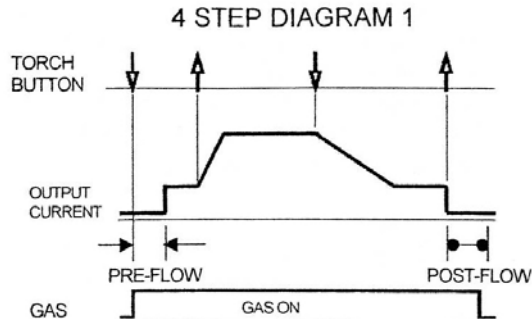 4 STEP DIAGRAM 1
TORCH
BUTTON
OUTPUT
CURRENT
PRE-FLOW
POST-FLOW
GAS
GAS ON